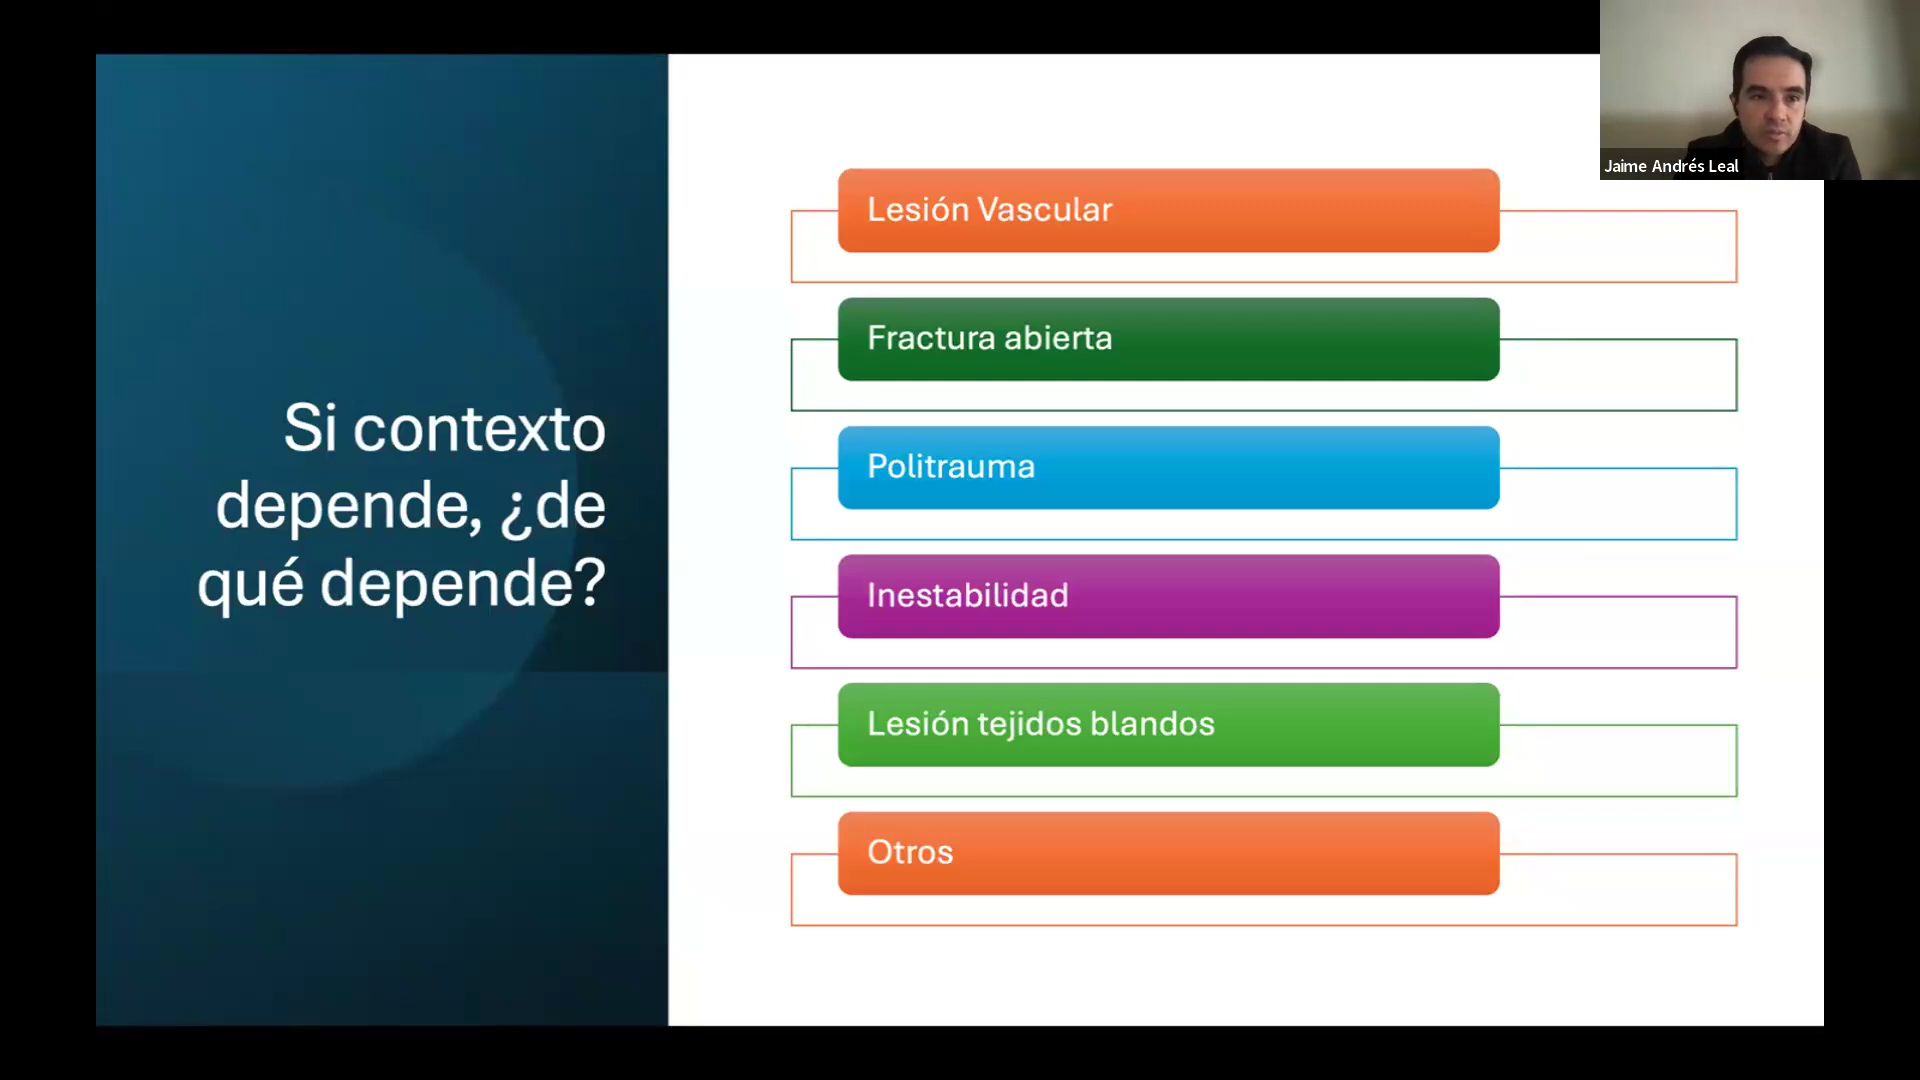 Si contexto
depende, ¿de
qué depende?
Lesión Vascular
Fractura abierta
Politrauma
Inestabilidad
Lesión tejidos blandos
Otros
Jaime Andrés Leal